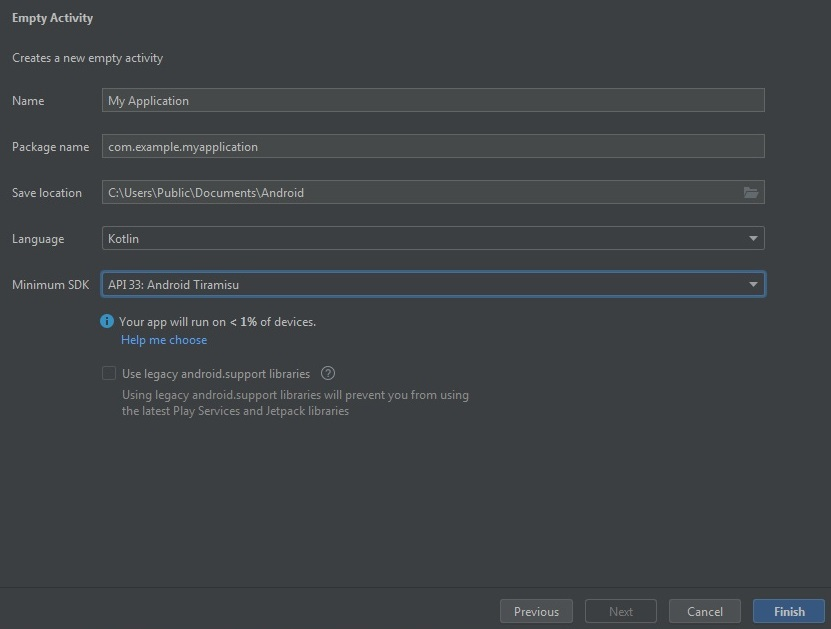 Empty Activity
Creates a new empty activity
Name My Application
Package name com.example.myapplication
Save location C:\Users\Public\Documents\Android
Language Kotlin
Minimum SDK API 33: Android Tiramisu
Your app will run on < 1% of devices.
Help me choose
Use legacy android.support libraries ?
Using legacy android.support libraries will prevent you from using
the latest Play Services and Jetpack libraries
Previous Next Cancel Finish